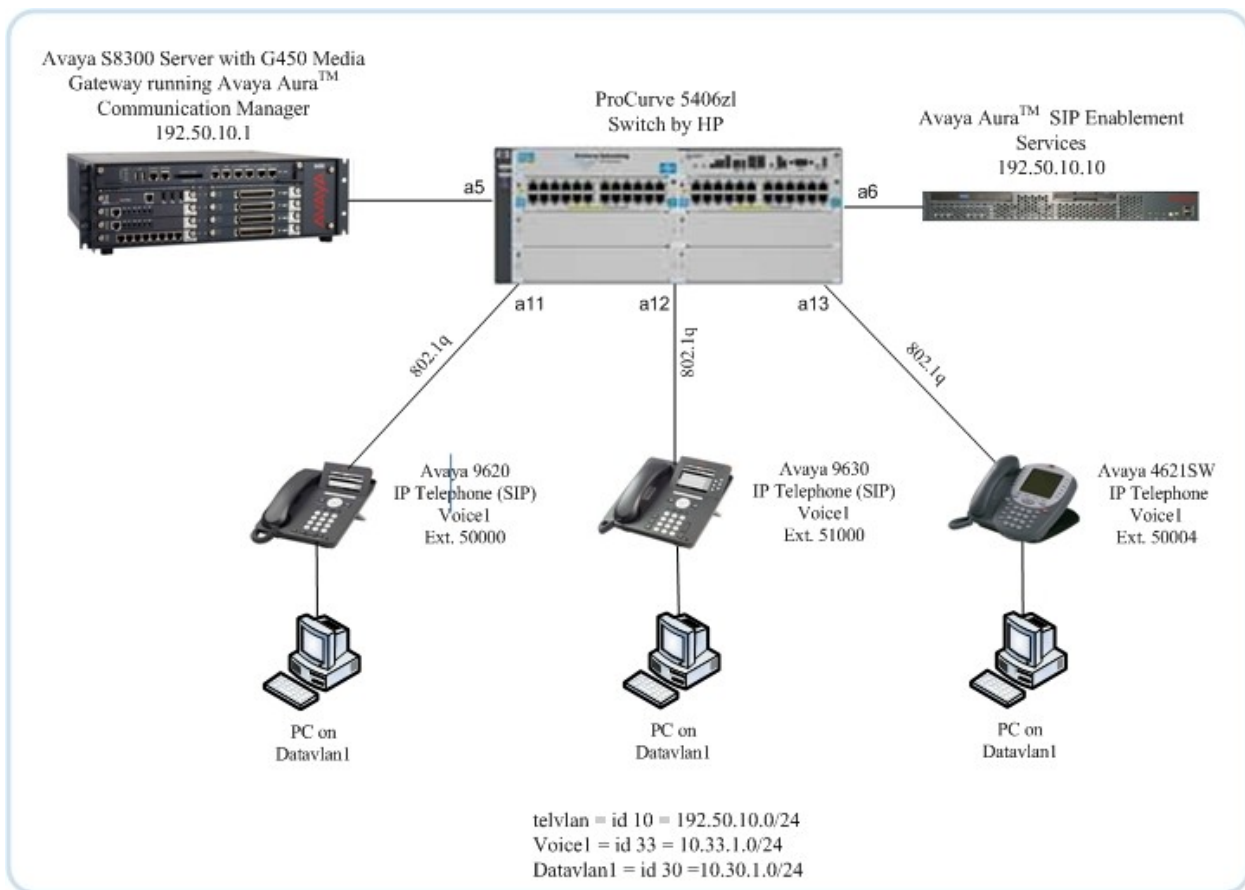 Avaya S8300 Server with G450 Media
Gateway running Avaya Aura™
Communication Manager
192.50.10.1
ProCurve 5406zl
Switch by HP
Avaya Aura™ SIP Enablement
Services
192.50.10.10
a5
a6
AVAYA
a11
a12
a13
802.1q
802.1q
802.1q
Avaya 9620
IP Telephone (SIP)
Voice1
Ext. 50000
Avaya 9630
IP Telephone (SIP)
Voice1
Ext. 51000
Avaya 4621SW
IP Telephone
Voice1
Ext. 50004
PC on
Datavlan1
PC on
Datavlan1
PC on
Datavlan1
telvlan = id 10 = 192.50.10.0/24
Voice1 = id 33 = 10.33.1.0/24
Datavlan1 = id 30 =10.30.1.0/24